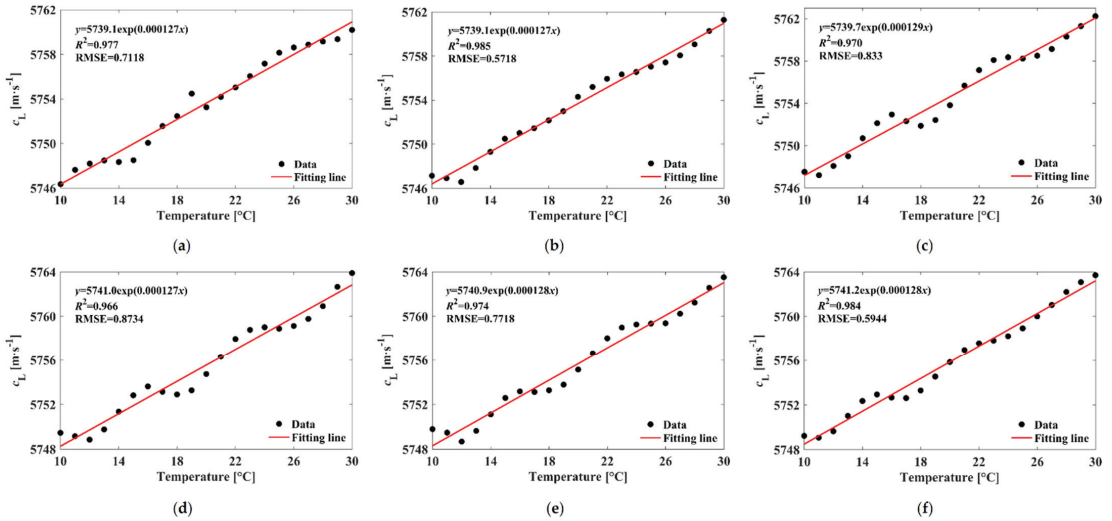 y=5739.1exp(0.000127x)
R²=0.977
RMSE=0.7118
5762
5758
5754
5750
5746
c_L [m·s⁻¹]
Data
Fitting line
10 14 18 22 26 30
Temperature [°C]
(a)
y=5739.1exp(0.000127x)
R²=0.985
RMSE=0.5718
5762
5758
5754
5750
5746
c_L [m·s⁻¹]
Data
Fitting line
10 14 18 22 26 30
Temperature [°C]
(b)
y=5739.7exp(0.000129x)
R²=0.970
RMSE=0.833
5762
5758
5754
5750
5746
c_L [m·s⁻¹]
Data
Fitting line
10 14 18 22 26 30
Temperature [°C]
(c)
y=5741.0exp(0.000127x)
R²=0.966
RMSE=0.8734
5764
5760
5756
5752
5748
c_L [m·s⁻¹]
Data
Fitting line
10 14 18 22 26 30
Temperature [°C]
(d)
y=5740.9exp(0.000128x)
R²=0.974
RMSE=0.7718
5764
5760
5756
5752
5748
c_L [m·s⁻¹]
Data
Fitting line
10 14 18 22 26 30
Temperature [°C]
(e)
y=5741.2exp(0.000128x)
R²=0.984
RMSE=0.5944
5764
5760
5756
5752
5748
c_L [m·s⁻¹]
Data
Fitting line
10 14 18 22 26 30
Temperature [°C]
(f)